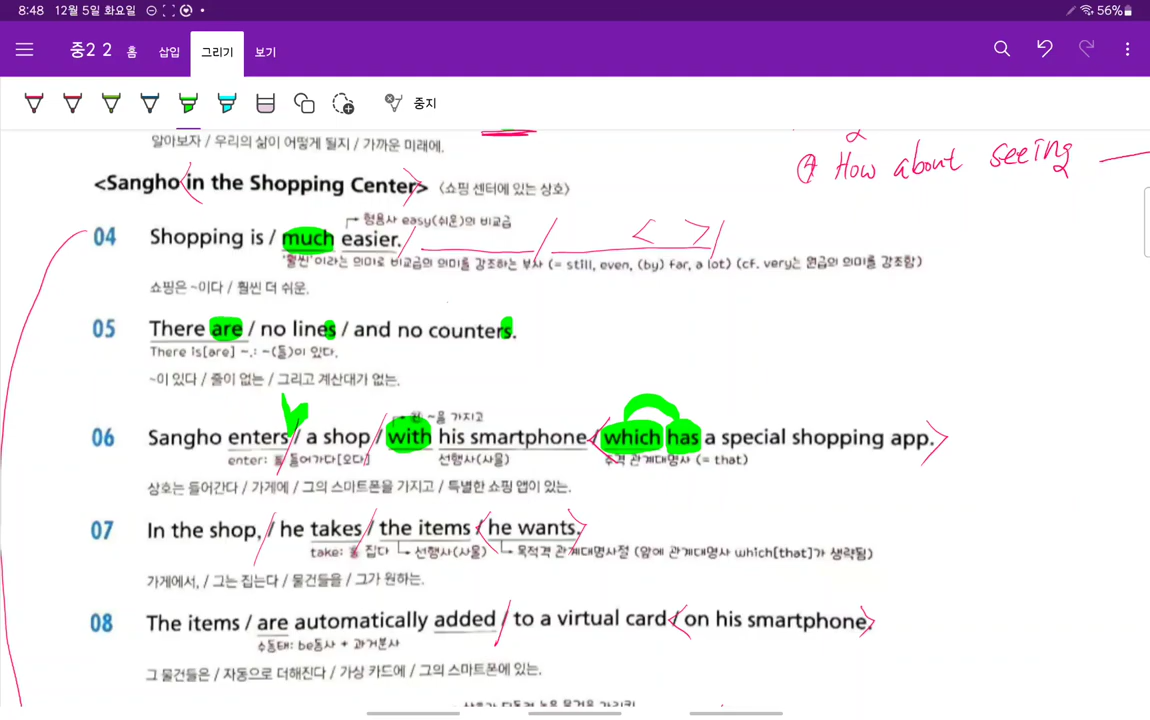 8:48 12월 5일 화요일 56%
중2 2 홈 삽입 그리기 보기
중지
알아보자 / 우리의 삶이 어떻게 될지 / 가까운 미래에.
How about seeing
<Sangho in the Shopping Center> <쇼핑 센터에 있는 상호>
형용사 easy(쉬운)의 비교급
04 Shopping is / much easier.
'훨씬'이라는 의미로 비교급의 의미를 강조하는 부사 (= still, even, (by) far, a lot) (cf. very는 원급의 의미를 강조함)
쇼핑은 ~이다 / 훨씬 더 쉬운.
05 There are / no lines / and no counters.
There is[are] ~.: ~(들)이 있다.
~이 있다 / 줄이 없는 / 그리고 계산대가 없는.
~을 가지고
06 Sangho enters / a shop / with his smartphone / which has a special shopping app.
enter: 들어가다[오다] 선행사(사물) 주격 관계대명사 (= that)
상호는 들어간다 / 가게에 / 그의 스마트폰을 가지고 / 특별한 쇼핑 앱이 있는.
07 In the shop, / he takes / the items / he wants.
take: 집다 선행사(사물) 목적격 관계대명사절 (앞에 관계대명사 which[that]가 생략됨)
가게에서, / 그는 집는다 / 물건들을 / 그가 원하는.
08 The items / are automatically added / to a virtual card / on his smartphone.
수동태: be동사 + 과거분사
그 물건들은 / 자동으로 더해진다 / 가상 카드에 / 그의 스마트폰에 있는.